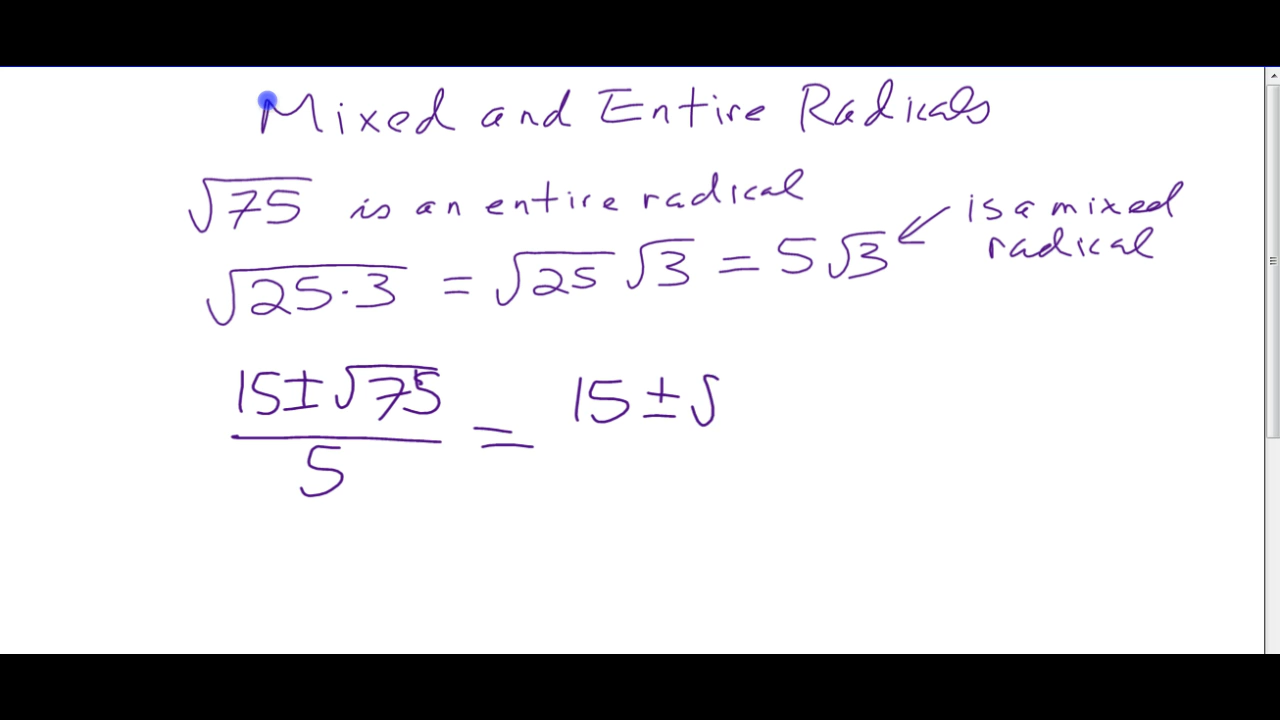 Mixed and Entire Radicals
√75 is an entire radical
is a mixed
radical
√25·3 = √25 √3 = 5√3
15±√75
5
= 15±√